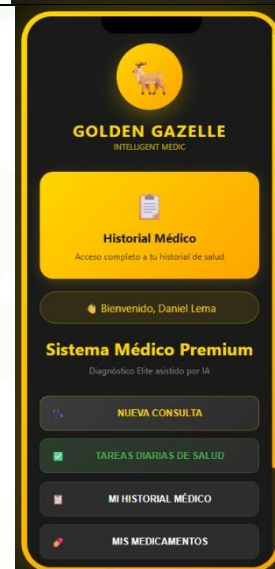 GOLDEN GAZELLE
INTELLIGENT MEDIC
Historial Médico
Acceso completo a tu historial de salud
Bienvenido, Daniel Lema
Sistema Médico Premium
Diagnóstico Elite asistido por IA
NUEVA CONSULTA
TAREAS DIARIAS DE SALUD
MI HISTORIAL MÉDICO
MIS MEDICAMENTOS